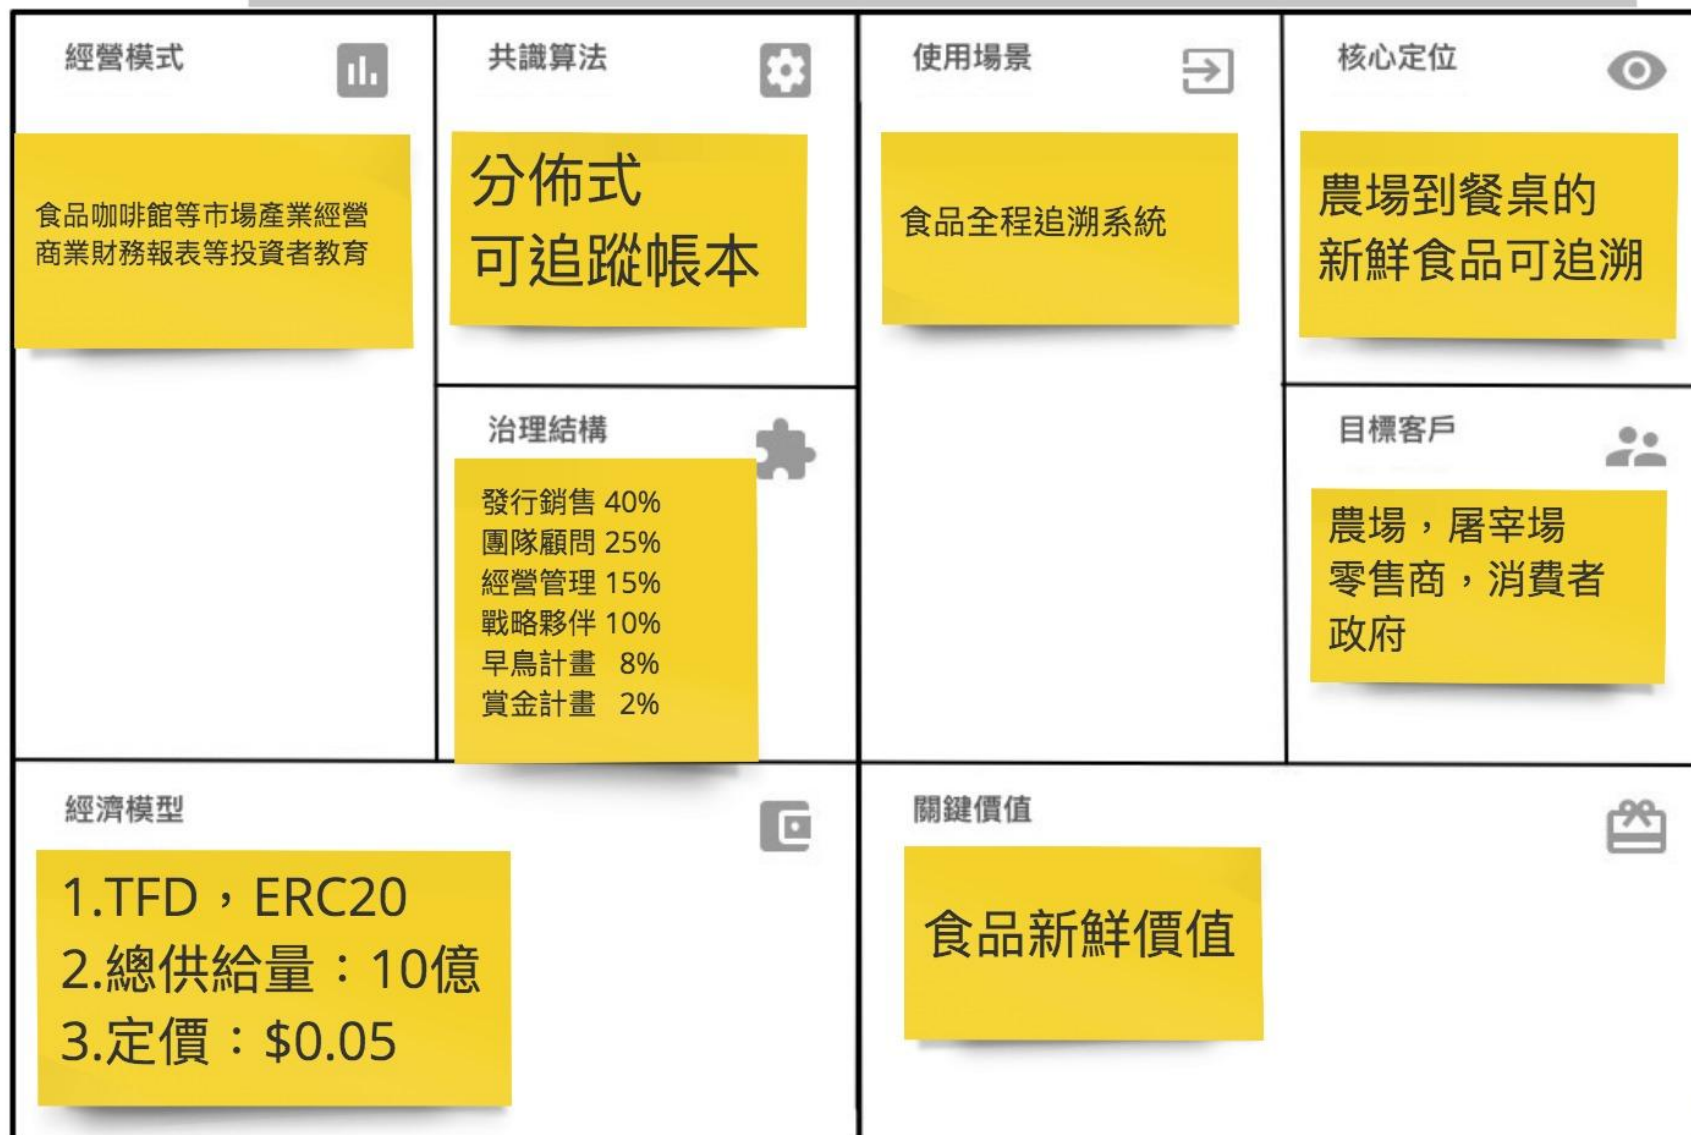 經營模式
食品咖啡館等市場產業經營
商業財務報表等投資者教育
共識算法
分佈式
可追蹤帳本
治理結構
發行銷售 40%
團隊顧問 25%
經營管理 15%
戰略夥伴 10%
早鳥計畫 8%
賞金計畫 2%
使用場景
食品全程追溯系統
核心定位
農場到餐桌的
新鮮食品可追溯
目標客戶
農場，屠宰場
零售商，消費者
政府
經濟模型
1.TFD，ERC20
2.總供給量：10億
3.定價：$0.05
關鍵價值
食品新鮮價值